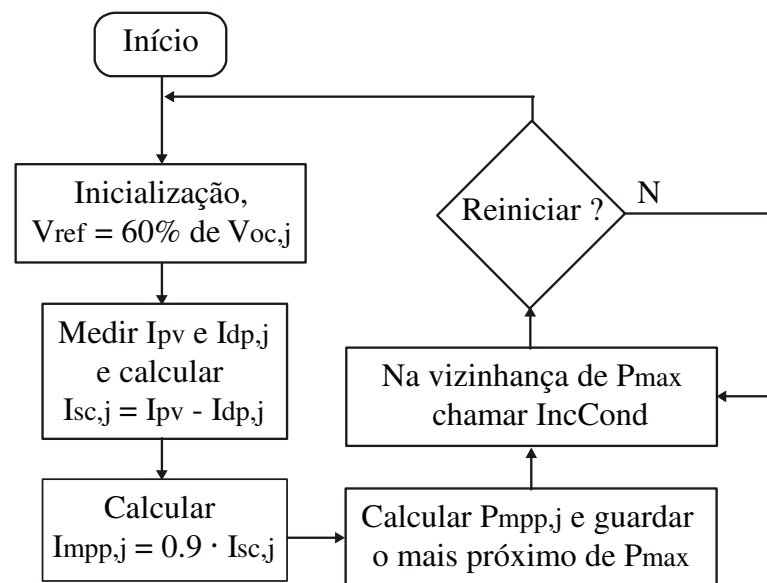 Início
Inicialização,
Vref = 60% de Voc,j
Medir Ipv e Idp,j
e calcular
Isc,j = Ipv - Idp,j
Calcular
Impp,j = 0.9 · Isc,j
Calcular Pmpp,j e guardar
o mais próximo de Pmax
Na vizinhança de Pmax
chamar IncCond
Reiniciar ?
N